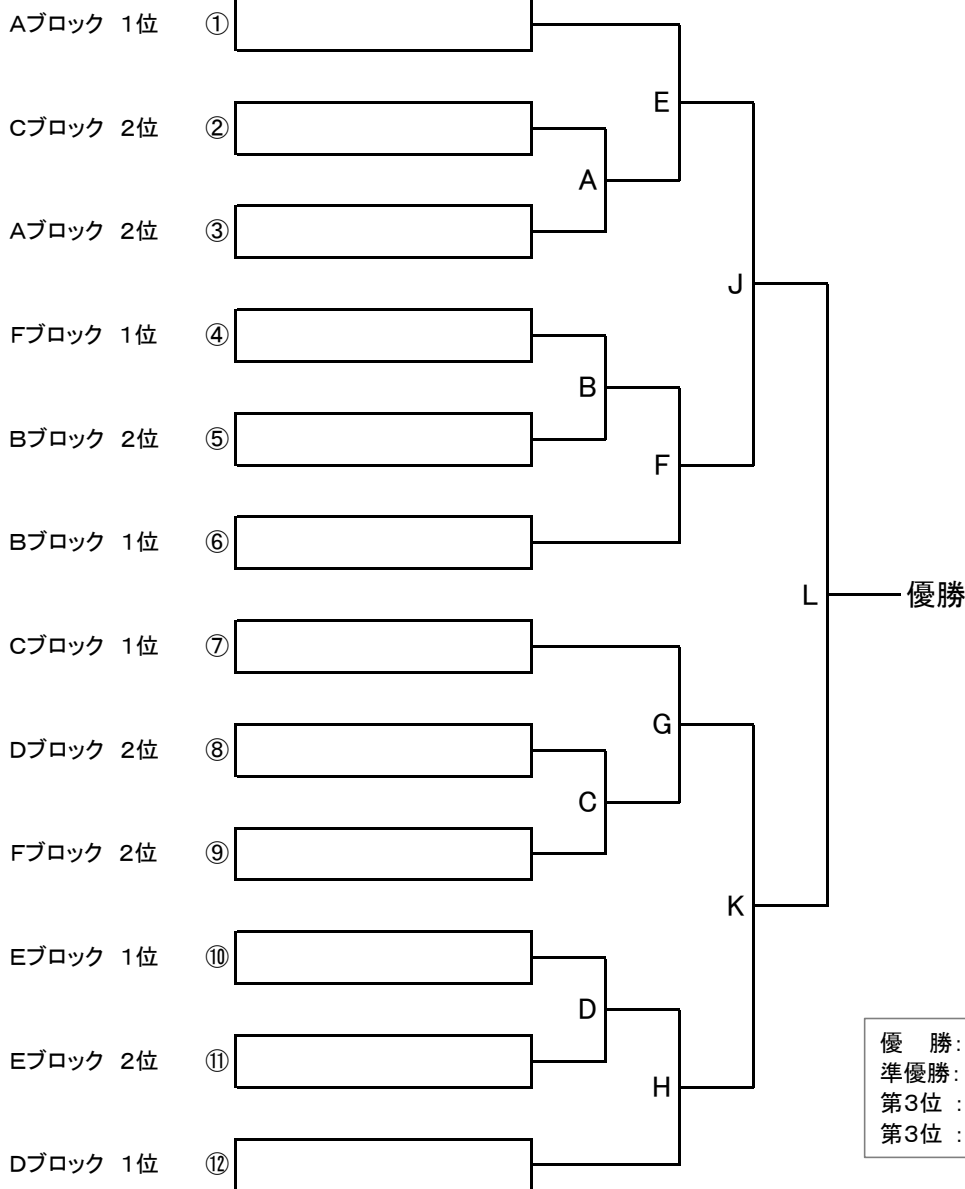 Aブロック 1位 ①
E
Cブロック 2位 ②
A
Aブロック 2位 ③
J
Fブロック 1位 ④
B
Bブロック 2位 ⑤
F
Bブロック 1位 ⑥
L 優勝
Cブロック 1位 ⑦
G
Dブロック 2位 ⑧
C
Fブロック 2位 ⑨
K
Eブロック 1位 ⑩
D
Eブロック 2位 ⑪
H
Dブロック 1位 ⑫
優 勝:
準優勝:
第3位 :
第3位 :